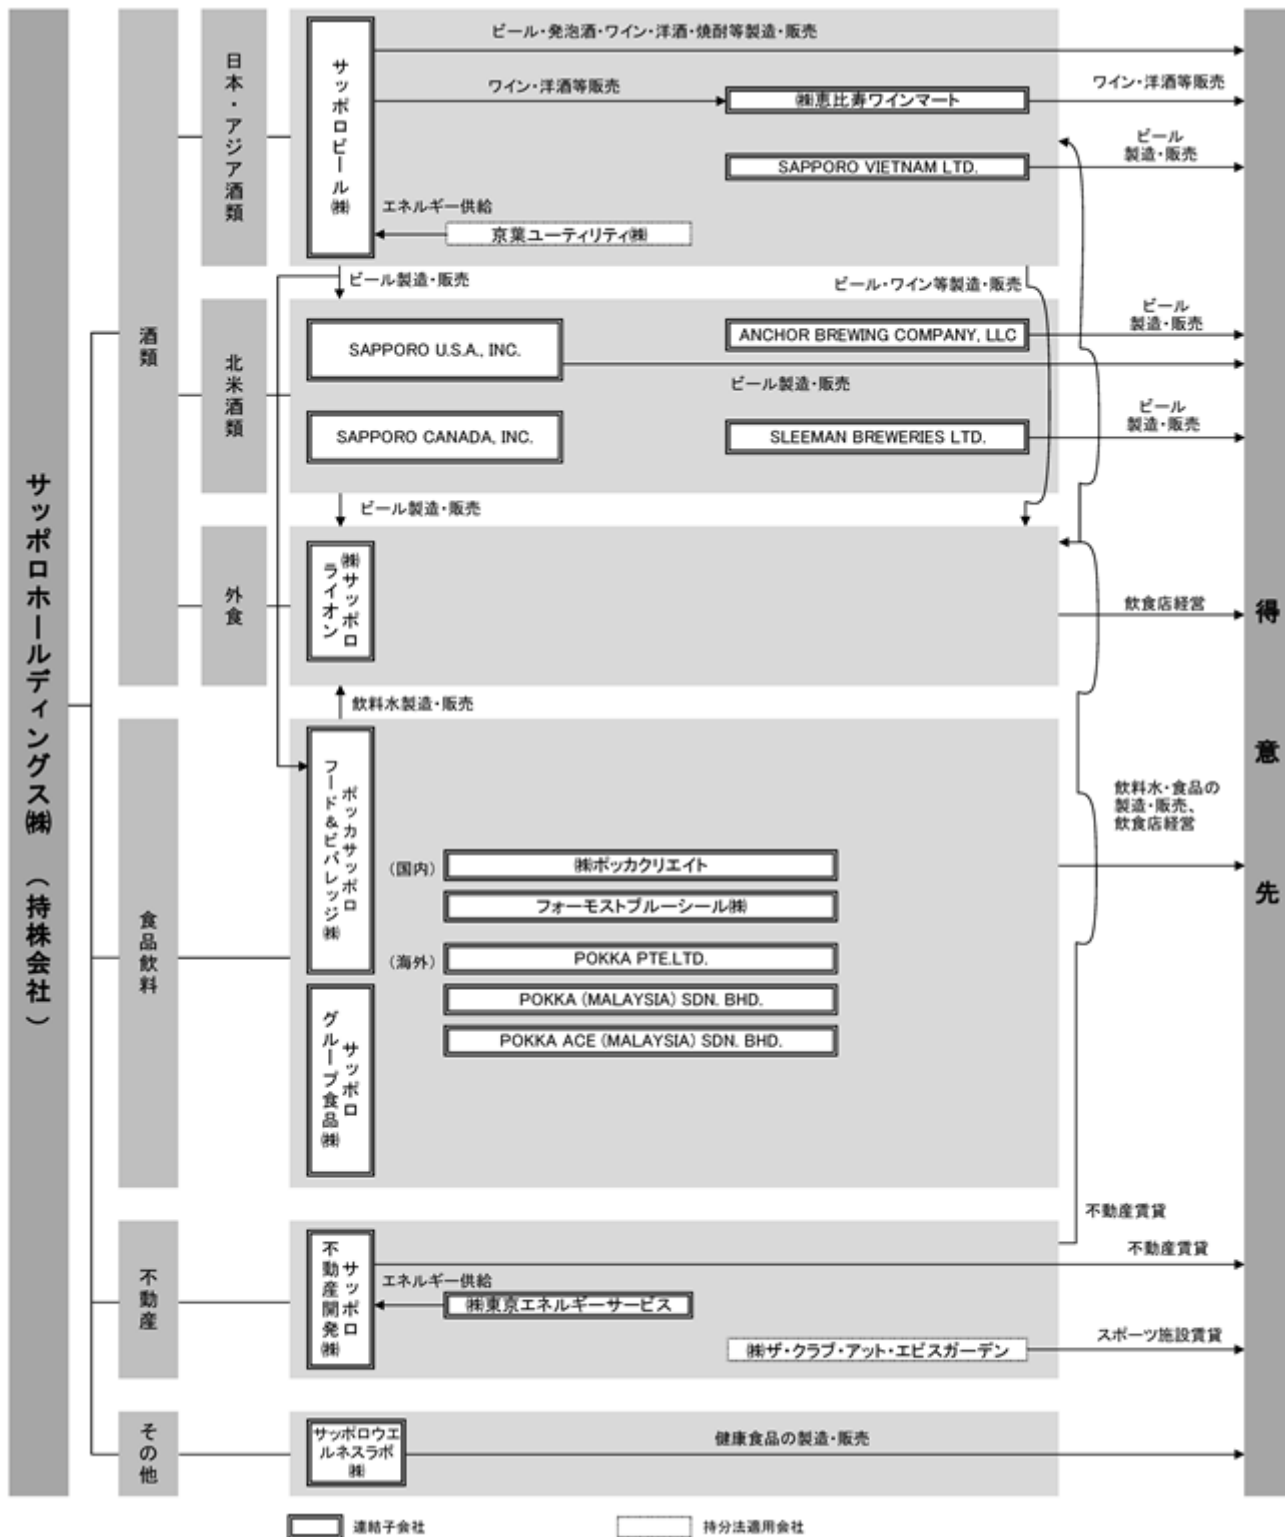 サッポロホールディングス㈱ （持株会社）
酒類
日本・アジア酒類
サッポロビール㈱
ビール・発泡酒・ワイン・洋酒・焼酎等製造・販売
ワイン・洋酒等販売
㈱恵比寿ワインマート
ワイン・洋酒等販売
SAPPORO VIETNAM LTD.
ビール
製造・販売
エネルギー供給
京葉ユーティリティ㈱
ビール製造・販売
ビール・ワイン等製造・販売
北米酒類
SAPPORO U.S.A., INC.
ANCHOR BREWING COMPANY, LLC
ビール
製造・販売
ビール製造・販売
SAPPORO CANADA, INC.
SLEEMAN BREWERIES LTD.
ビール
製造・販売
ビール製造・販売
外食
㈱サッポロ
ライオン
飲食店経営
飲料水製造・販売
食品飲料
ポッカサッポロ
フード＆ビバレッジ㈱
（国内）
㈱ポッカクリエイト
フォーモストブルーシール㈱
（海外）
POKKA PTE.LTD.
POKKA (MALAYSIA) SDN. BHD.
POKKA ACE (MALAYSIA) SDN. BHD.
サッポロ
グループ食品㈱
飲料水・食品の
製造・販売、
飲食店経営
不動産
サッポロ
不動産開発㈱
不動産賃貸
不動産賃貸
エネルギー供給
㈱東京エネルギーサービス
㈱ザ・クラブ・アット・エビスガーデン
スポーツ施設賃貸
その他
サッポロウエ
ルネスラボ
㈱
健康食品の製造・販売
得意先
連結子会社
持分法適用会社